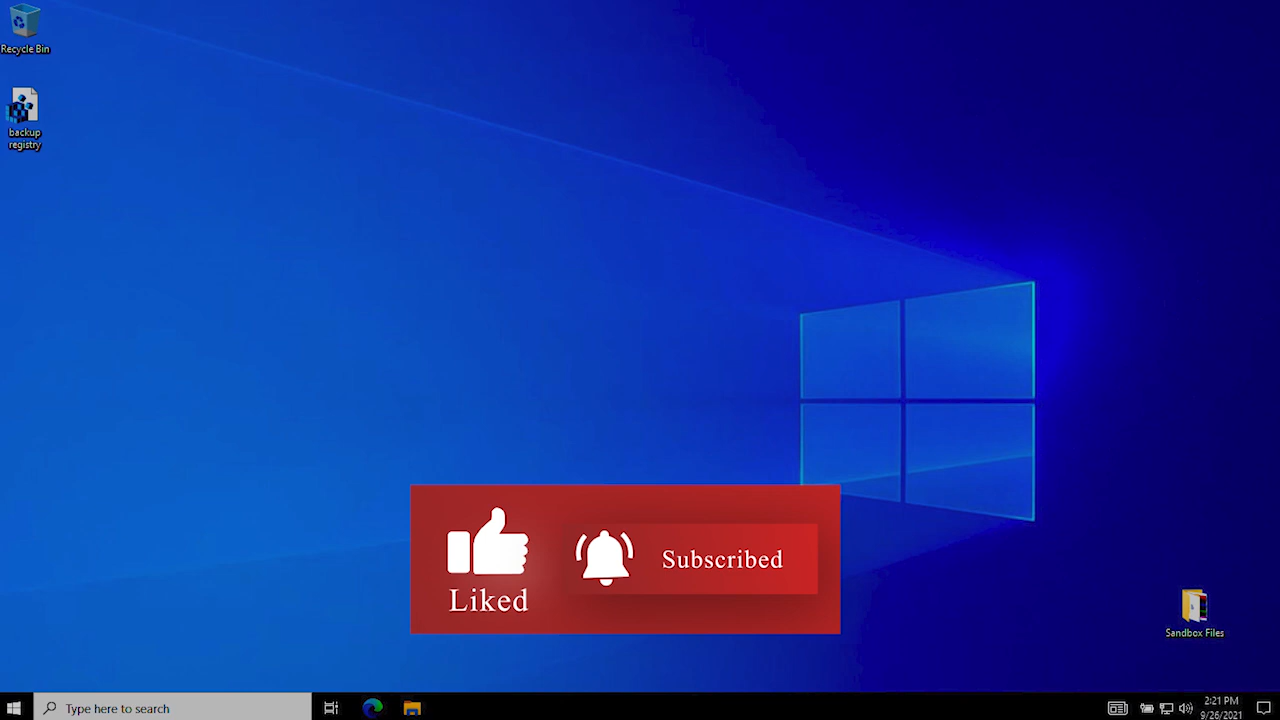 Recycle Bin
backup
registry
Liked
Subscribed
Sandbox Files
Type here to search
2:21 PM
9/26/2021